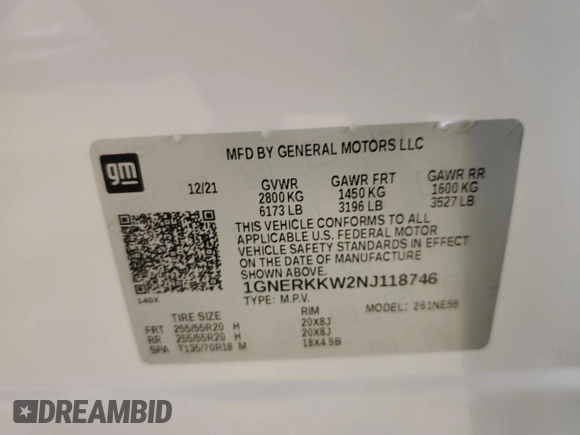 gm
MFD BY GENERAL MOTORS LLC
12/21 GVWR GAWR FRT GAWR RR
2800 KG 1450 KG 1600 KG
6173 LB 3196 LB 3527 LB
THIS VEHICLE CONFORMS TO ALL
APPLICABLE U.S. FEDERAL MOTOR
VEHICLE SAFETY STANDARDS IN EFFECT
ON THE DATE OF MANUFACTURE
SHOWN ABOVE.
140X
1GNERKKW2NJ118746
TYPE: M.P.V. MODEL: 261NE56
TIRE SIZE RIM
FRT 255/55R20 H 20X8J
RR 255/55R20 H 20X8J
SPA T135/70R18 M 18X4.5B
DREAMBID